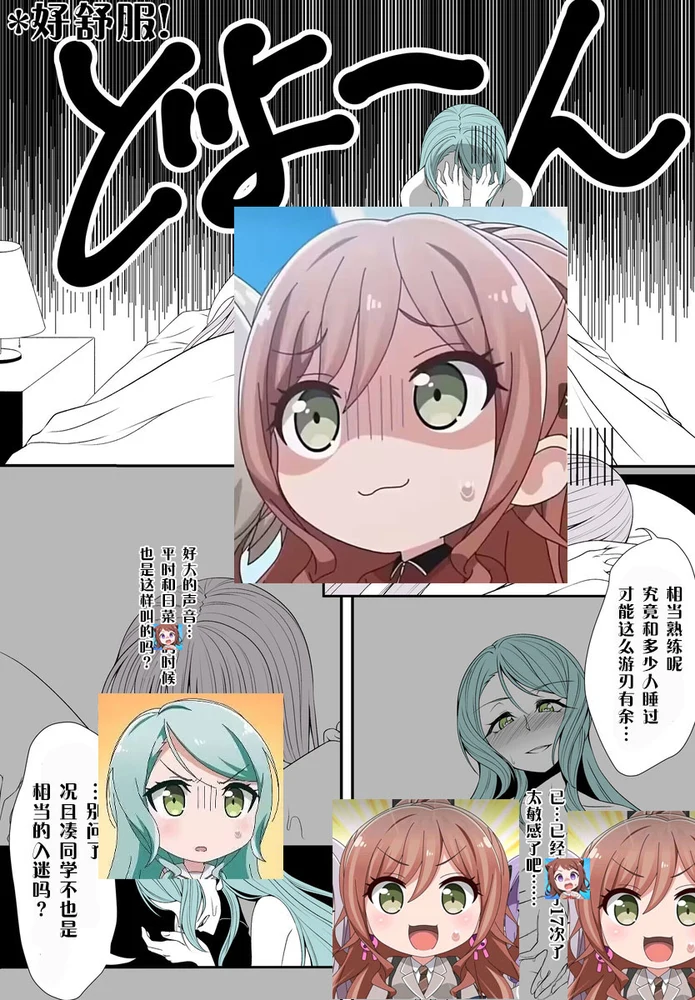 *好舒服!
どよーん
相当熟练呢
究竟和多少人睡过
才能这么游刃有余…
好大的声音…
平时和日菜 时候
也是这样叫的吗？
…别问了
况且凑同学不也是
相当的入迷吗？
已…已经 17次了
太敏感了吧……